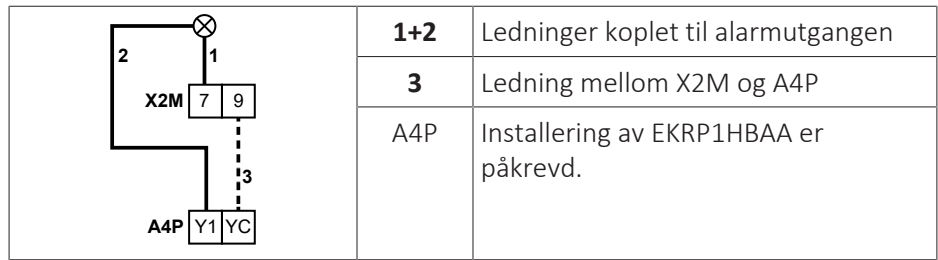 2
1
X2M 7 9
3
A4P Y1 YC
1+2 Ledninger koplet til alarmutgangen
3 Ledning mellom X2M og A4P
A4P Installering av EKRP1HBAA er
påkrevd.